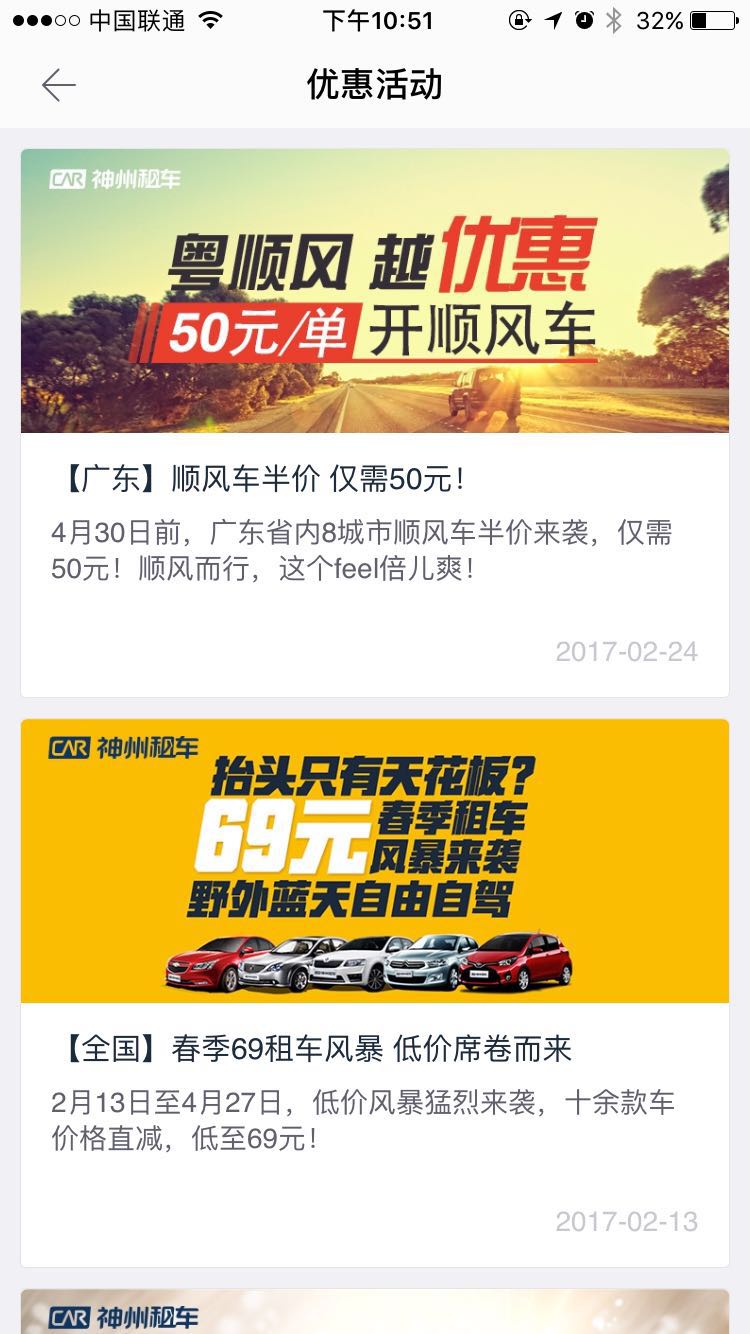 中国联通
下午10:51
32%
优惠活动
CAR 神州租车
粤顺风 越优惠
50元/单 开顺风车
【广东】顺风车半价 仅需50元！
4月30日前，广东省内8城市顺风车半价来袭，仅需
50元！顺风而行，这个feel倍儿爽！
2017-02-24
CAR 神州租车
抬头只有天花板?
69元 春季租车
风暴来袭
野外蓝天自由自驾
【全国】春季69租车风暴 低价席卷而来
2月13日至4月27日，低价风暴猛烈来袭，十余款车
价格直减，低至69元！
2017-02-13
CAR 神州租车